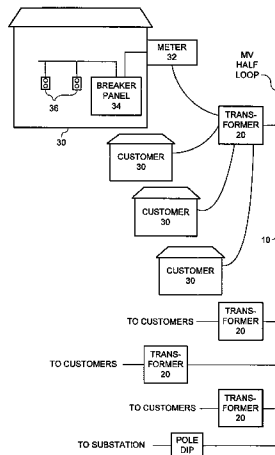 METER
32
MV
HALF
LOOP
BREAKER
PANEL
34
36
30
TRANS-
FORMER
20
CUSTOMER
30
CUSTOMER
30
10
CUSTOMER
30
TO CUSTOMERS
TRANS-
FORMER
20
TO CUSTOMERS
TRANS-
FORMER
20
TO CUSTOMERS
TRANS-
FORMER
20
TO SUBSTATION
POLE
DIP